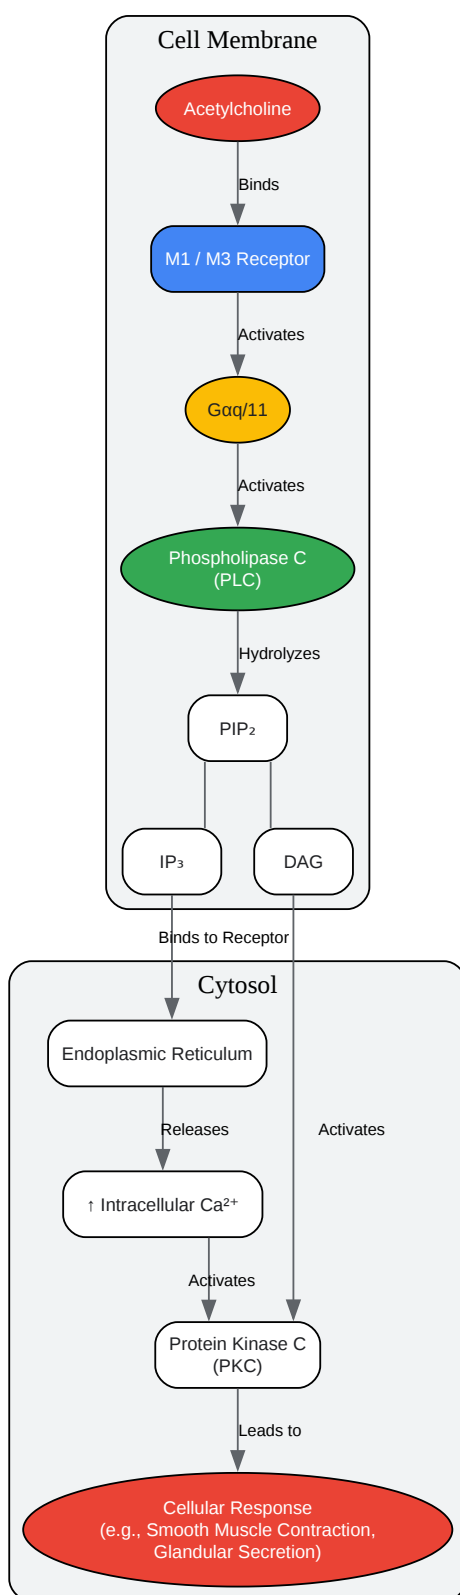 Cell Membrane
Acetylcholine
Binds
M1 / M3 Receptor
Activates
Gαq/11
Activates
Phospholipase C
(PLC)
Hydrolyzes
PIP₂
IP₃
DAG
Binds to Receptor
Cytosol
Endoplasmic Reticulum
Releases
Activates
↑ Intracellular Ca²⁺
Activates
Protein Kinase C
(PKC)
Leads to
Cellular Response
(e.g., Smooth Muscle Contraction,
Glandular Secretion)